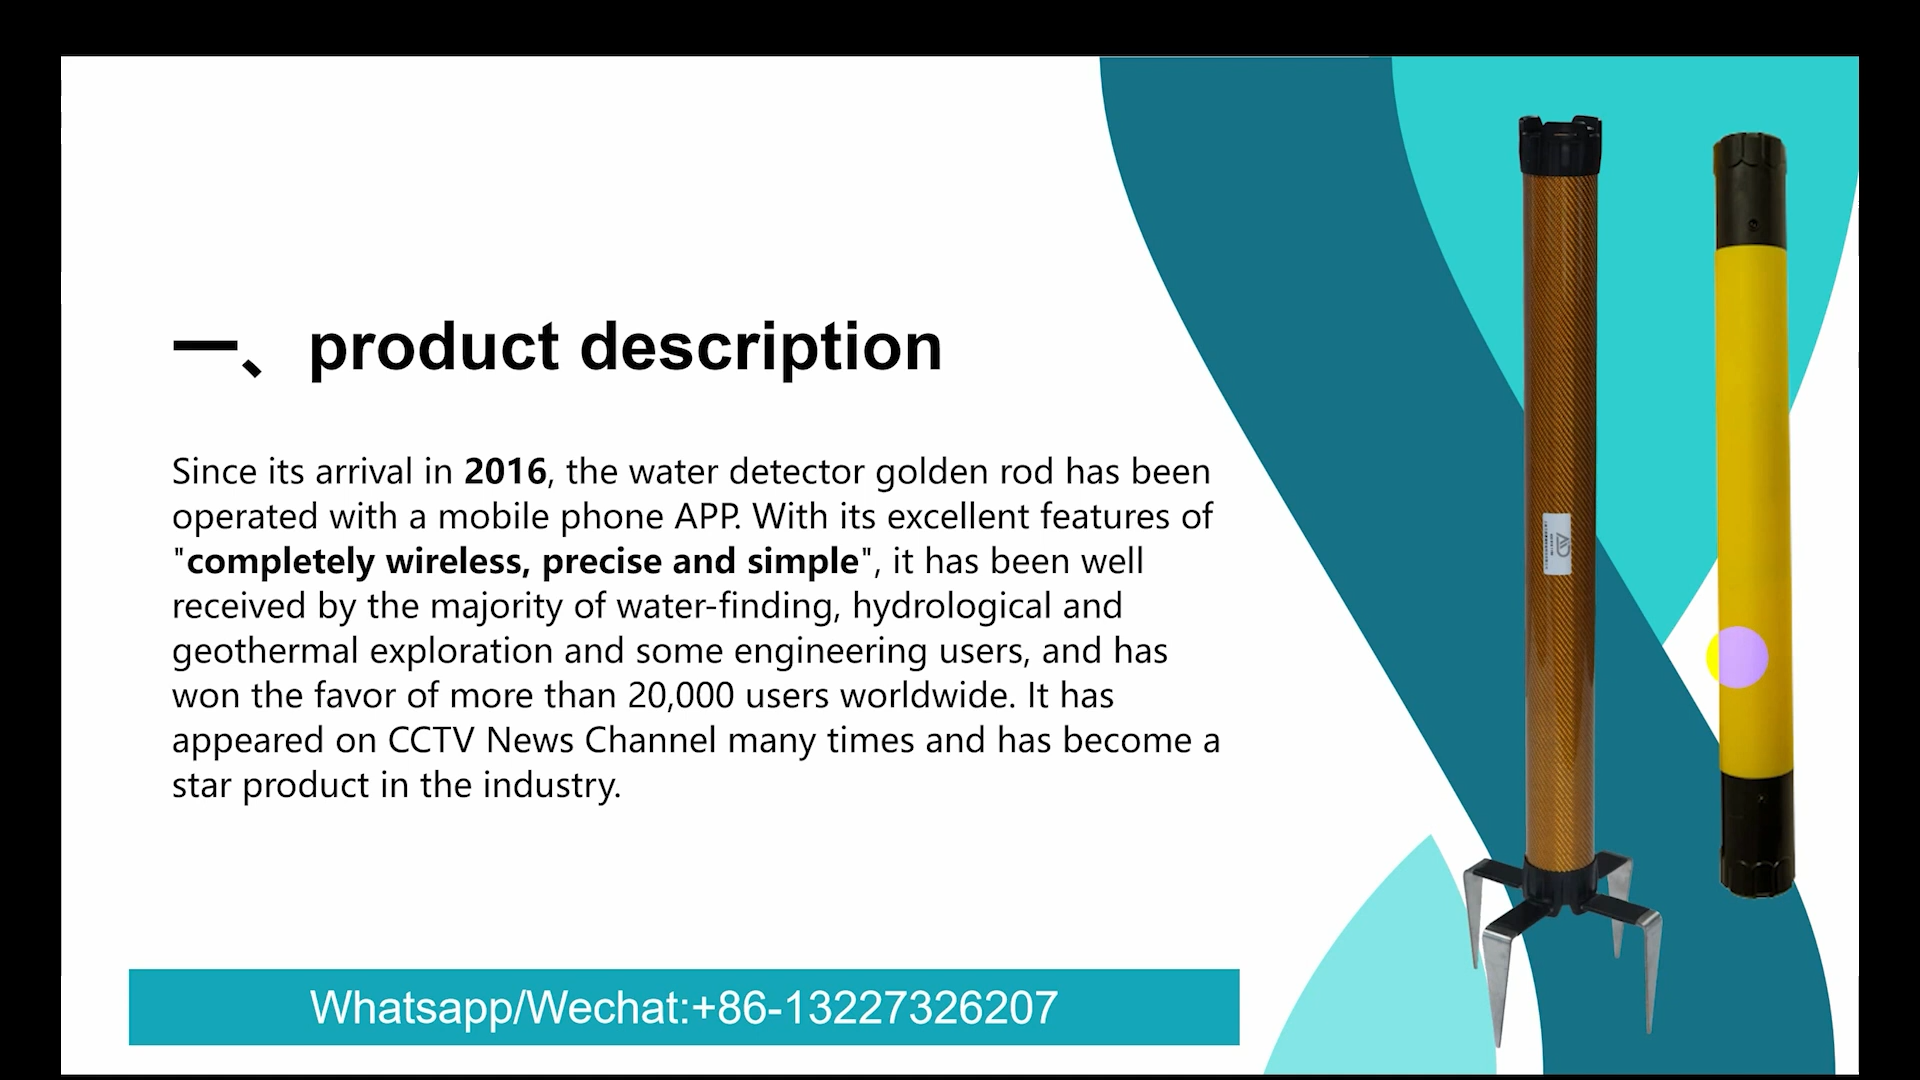 一、 product description
Since its arrival in 2016, the water detector golden rod has been
operated with a mobile phone APP. With its excellent features of
"completely wireless, precise and simple", it has been well
received by the majority of water-finding, hydrological and
geothermal exploration and some engineering users, and has
won the favor of more than 20,000 users worldwide. It has
appeared on CCTV News Channel many times and has become a
star product in the industry.
Whatsapp/Wechat:+86-13227326207